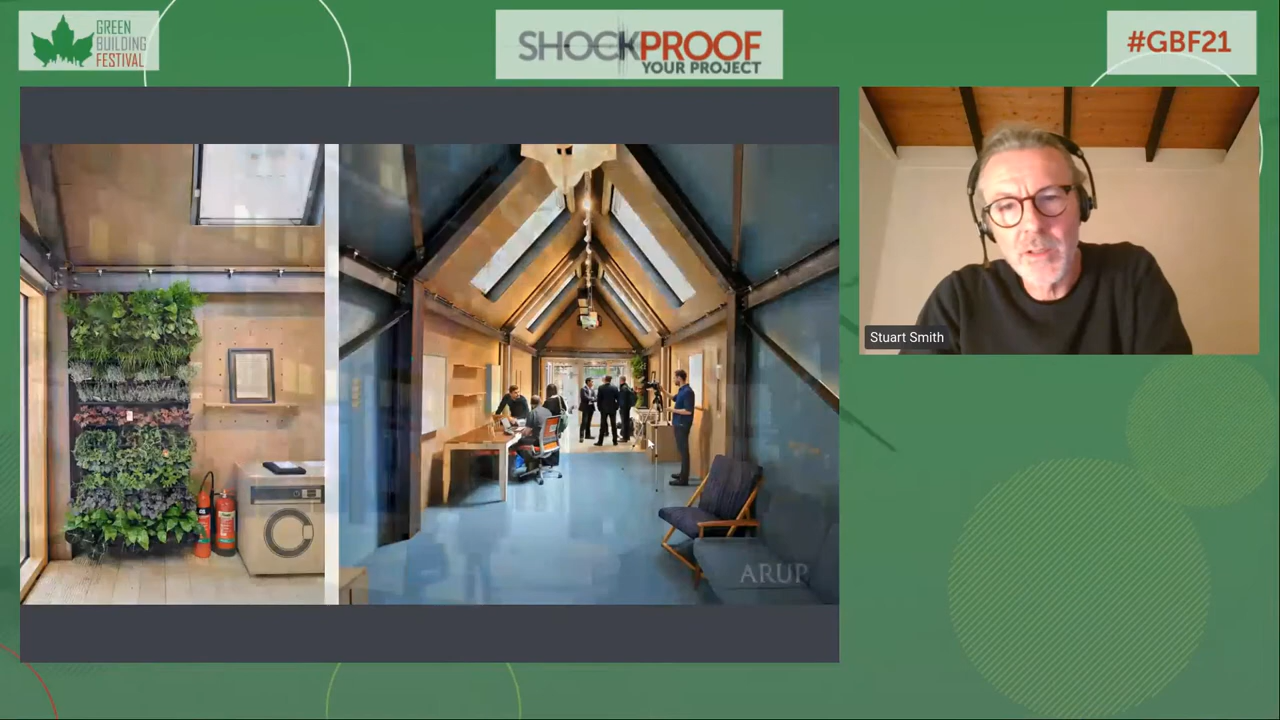 GREEN
BUILDING
FESTIVAL
SHOCKPROOF
YOUR PROJECT
#GBF21
Stuart Smith
ARUP